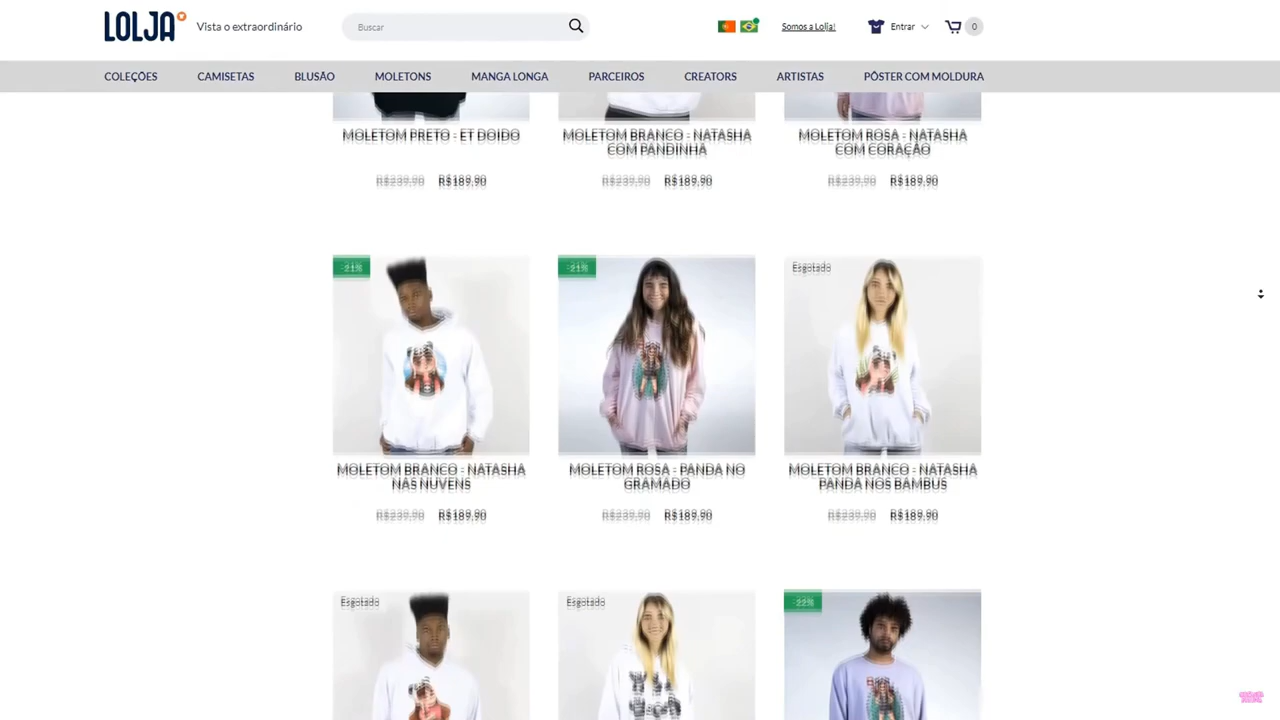 LOLJA
Vista o extraordinário
Buscar
Somos a Lolja!
Entrar
0
COLEÇÕES
CAMISETAS
BLUSÃO
MOLETONS
MANGA LONGA
PARCEIROS
CREATORS
ARTISTAS
PÔSTER COM MOLDURA
MOLETOM PRETO - ET DOIDO
R$239,90 R$189,90
MOLETOM BRANCO - NATASHA
COM PANDINHA
R$239,90 R$189,90
MOLETOM ROSA - NATASHA
COM CORAÇÃO
R$239,90 R$189,90
-21%
MOLETOM BRANCO - NATASHA
NAS NUVENS
R$239,90 R$189,90
-21%
MOLETOM ROSA - PANDA NO
GRAMADO
R$239,90 R$189,90
Esgotado
MOLETOM BRANCO - NATASHA
PANDA NOS BAMBUS
R$239,90 R$189,90
Esgotado
Esgotado
-22%